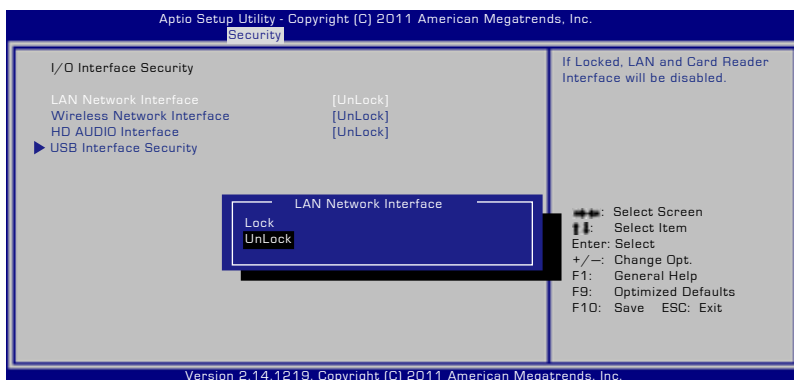 Aptio Setup Utility - Copyright (C) 2011 American Megatrends, Inc.
Security
I/O Interface Security
LAN Network Interface [UnLock]
Wireless Network Interface [UnLock]
HD AUDIO Interface [UnLock]
USB Interface Security
If Locked, LAN and Card Reader
Interface will be disabled.
LAN Network Interface
Lock
UnLock
: Select Screen
: Select Item
Enter: Select
+/—: Change Opt.
F1: General Help
F9: Optimized Defaults
F10: Save ESC: Exit
Version 2.14.1219. Copyright (C) 2011 American Megatrends, Inc.